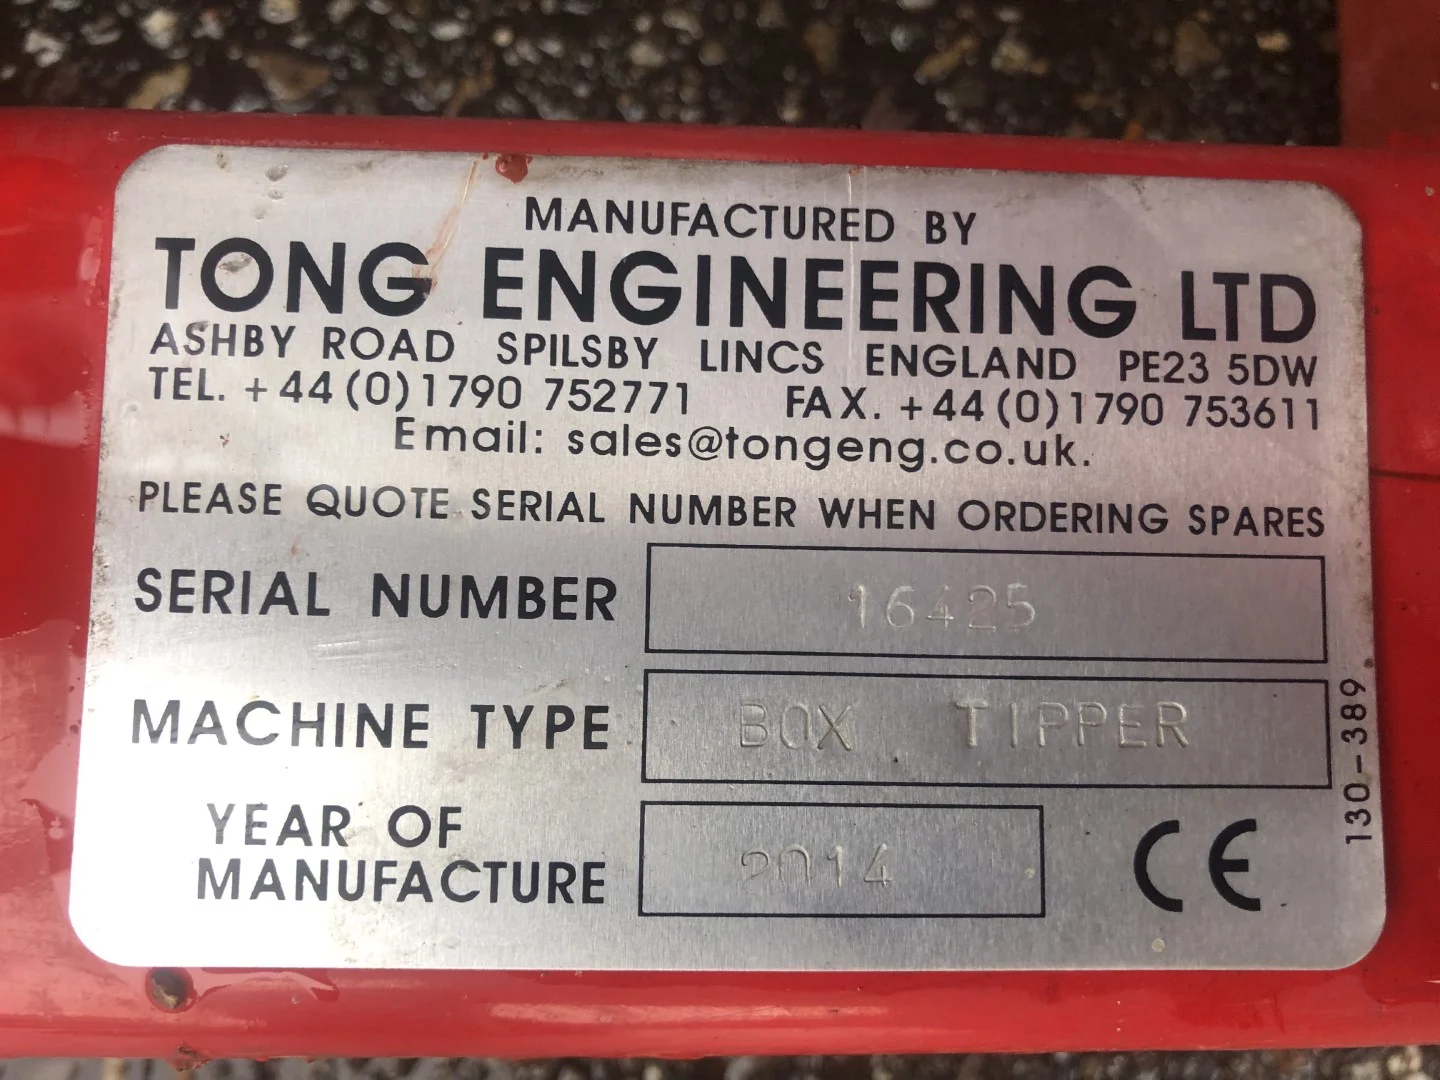 MANUFACTURED BY
TONG ENGINEERING LTD
ASHBY ROAD SPILSBY LINCS ENGLAND PE23 5DW
TEL. +44(0)1790 752771 FAX. +44(0)1790 753611
Email: sales@tongeng.co.uk.
PLEASE QUOTE SERIAL NUMBER WHEN ORDERING SPARES
SERIAL NUMBER 16425
MACHINE TYPE BOX TIPPER
YEAR OF
MANUFACTURE 2014
CE
130-389